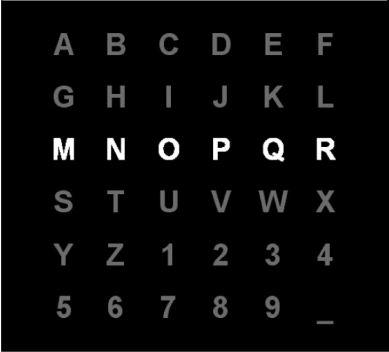 A B C D E F
G H I J K L
M N O P Q R
S T U V W X
Y Z 1 2 3 4
5 6 7 8 9 _